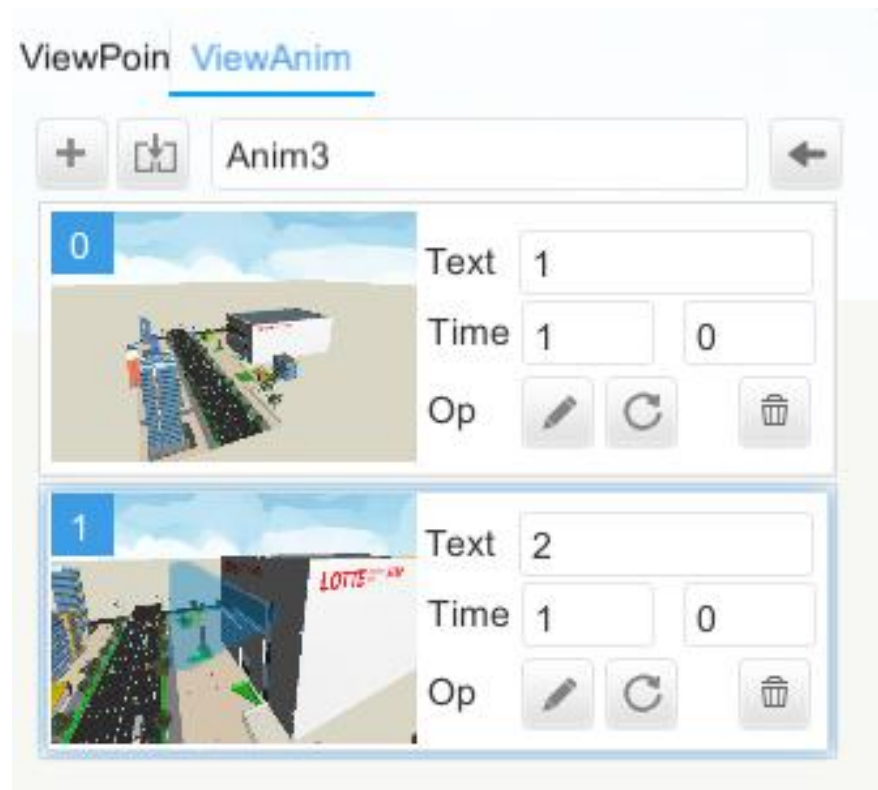 ViewPoin ViewAnim
Anim3
0
Text 1
Time 1 0
Op
1
LOTTE
Text 2
Time 1 0
Op